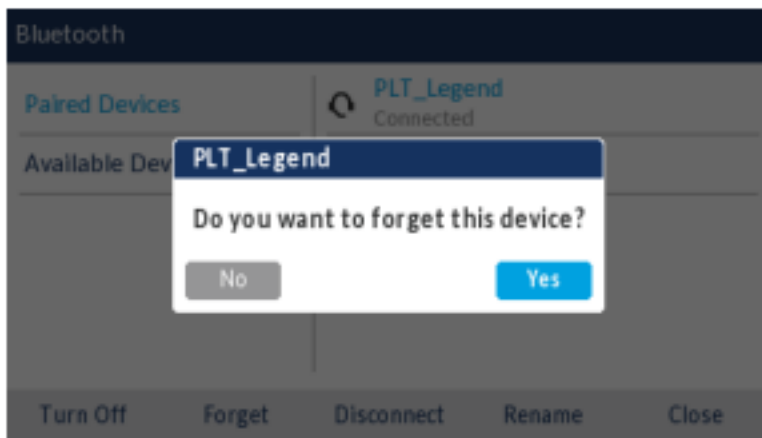 Bluetooth
Paired Devices
PLT_Legend
Connected
Available Dev
PLT_Legend
Do you want to forget this device?
No Yes
Turn Off Forget Disconnect Rename Close